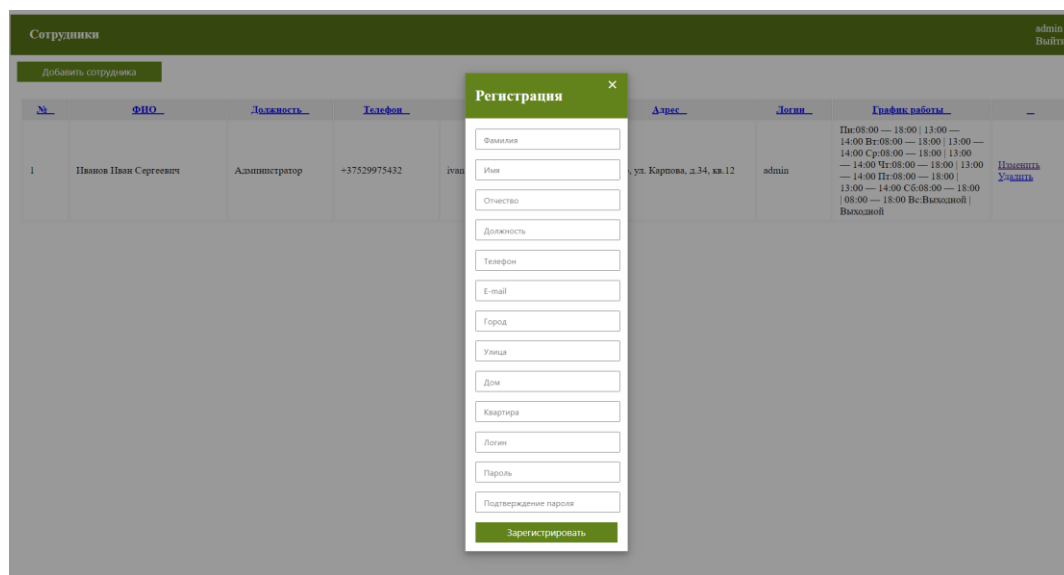 Сотрудники
admin
Выйти
Добавить сотрудника
№
ФИО
Должность
Телефон
Адрес
Логин
График работы
1
Иванов Иван Сергеевич
Администратор
+37529975432
ivan
, ул. Карпова, д.34, кв.12
admin
Пн:08:00 — 18:00 | 13:00 —
14:00 Вт:08:00 — 18:00 | 13:00 —
14:00 Ср:08:00 — 18:00 | 13:00
— 14:00 Чт:08:00 — 18:00 | 13:00
— 14:00 Пт:08:00 — 18:00 |
13:00 — 14:00 Сб:08:00 — 18:00
| 08:00 — 18:00 Вс:Выходной |
Выходной
Изменить
Удалить
Регистрация
×
Фамилия
Имя
Отчество
Должность
Телефон
E-mail
Город
Улица
Дом
Квартира
Логин
Пароль
Подтверждение пароля
Зарегистрировать